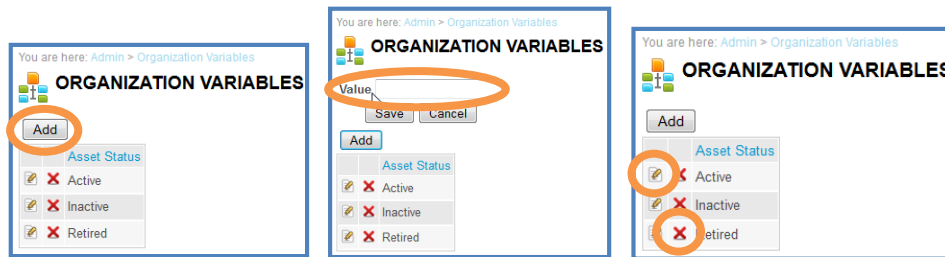 You are here: Admin > Organization Variables
ORGANIZATION VARIABLES
Add
Asset Status
Active
Inactive
Retired
You are here: Admin > Organization Variables
ORGANIZATION VARIABLES
Value
Save Cancel
Add
Asset Status
Active
Inactive
Retired
You are here: Admin > Organization Variables
ORGANIZATION VARIABLES
Add
Asset Status
Active
Inactive
Retired